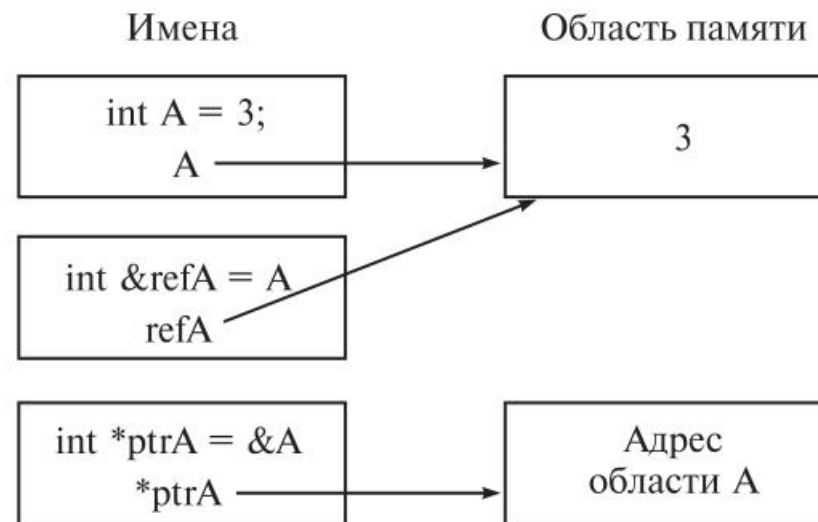 Имена
Область памяти
int A = 3;
A
3
int &refA = A
refA
int *ptrA = &A
*ptrA
Адрес
области A